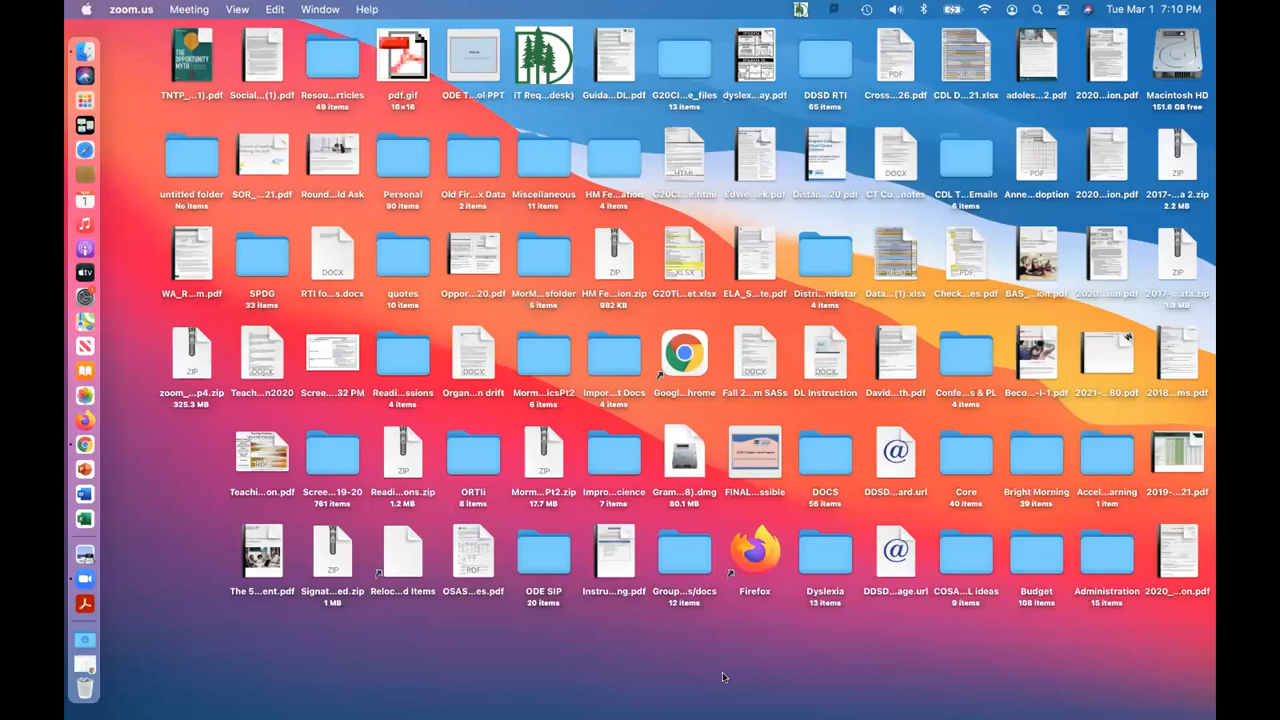 zoom.us Meeting View Edit Window Help Tue Mar 1 7:10 PM
TNTP_...1).pdf Social...(1).pdf Resou...rticles pdf.gif ODE T...ol PPT IT Req...desk) Guida...DL.pdf G20Ci...e_files dyslex...ay.pdf DDSD RTI Cross...26.pdf CDL D...21.xlsx adoles...2.pdf 2020...ion.pdf Macintosh HD
49 items 16×16 13 items 65 items 151.6 GB free
untitled folder SOR_...21.pdf Round...ld Ask Personal Old Fir...x Data Miscellaneous HM Fe...ation G20Ci...e.html EdWe...ek.pdf Distan...20.pdf CT Cu...notes CDL T...Emails Anne...doption 2020...ion.pdf 2017-...a 2.zip
No items 90 items 2 items 11 items 4 items 6 items 2.2 MB
WA_R...m.pdf SPDG RTI fo...s.docx quotes Oppor...20.pdf MorM...sfolder HM Fe...ion.zip G20Ti...et.xlsx ELA_S...te.pdf Distri...ndistar Data...(1).xlsx Check...es.pdf BAS_...ion.pdf 2020...ion.pdf 2017-...ata.zip
33 items 10 items 5 items 982 KB 4 items 1.9 MB
zoom_...p4.zip Teach...n2020 Scree....32 PM Readi...ssions Organ...n drift Morm...icsPt2 Impor...t Docs Googl...hrome Fall 2...m SASs DL Instruction David...th.pdf Confe...s & PL Beco...-I-1.pdf 2021-...80.pdf 2018...ms.pdf
325.3 MB 4 items 6 items 4 items 4 items
Teachi...on.pdf Scree...19-20 Readi...ons.zip ORTIi Morm...Pt2.zip Impro...cience Gram...8).dmg FINAL...ssible DOCS DDSD...ard.url Core Bright Morning Accel...arning 2019-...21.pdf
761 items 1.2 MB 8 items 17.7 MB 7 items 80.1 MB 56 items 40 items 39 items 1 item
The 5...ent.pdf Signat...ed.zip Reloc...d Items OSAS...es.pdf ODE SIP Instru...ng.pdf Group...s/docs Firefox Dyslexia DDSD...age.url COSA...L ideas Budget Administration 2020_...on.pdf
1 MB 20 items 12 items 13 items 9 items 108 items 15 items